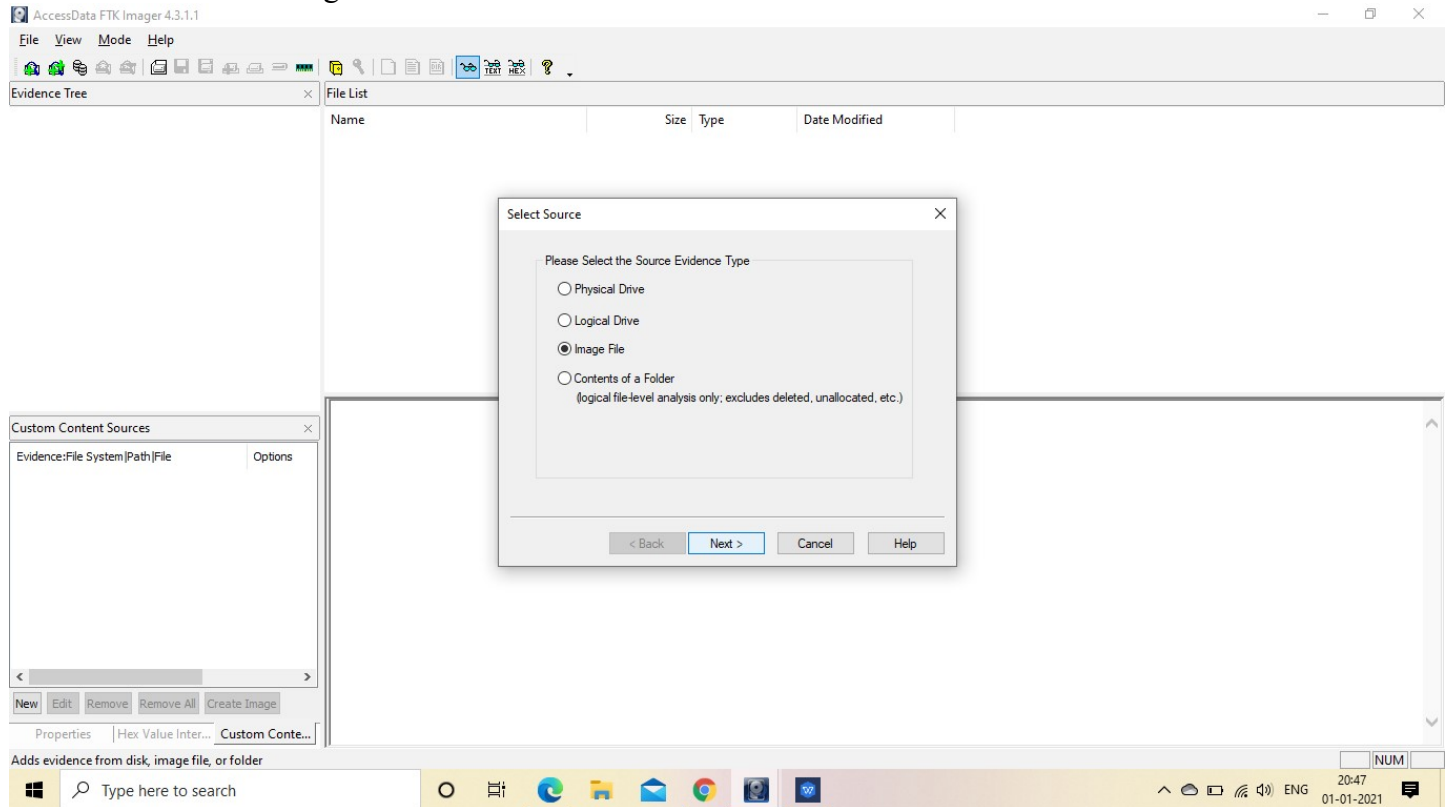 AccessData FTK Imager 4.3.1.1
File View Mode Help
TEXT HEX
Evidence Tree
File List
Name Size Type Date Modified
Select Source
Please Select the Source Evidence Type
Physical Drive
Logical Drive
Image File
Contents of a Folder
(logical file-level analysis only; excludes deleted, unallocated, etc.)
< Back Next > Cancel Help
Custom Content Sources
Evidence:File System|Path|File Options
New Edit Remove Remove All Create Image
Properties Hex Value Inter... Custom Conte...
Adds evidence from disk, image file, or folder
NUM
Type here to search
ENG
20:47
01-01-2021